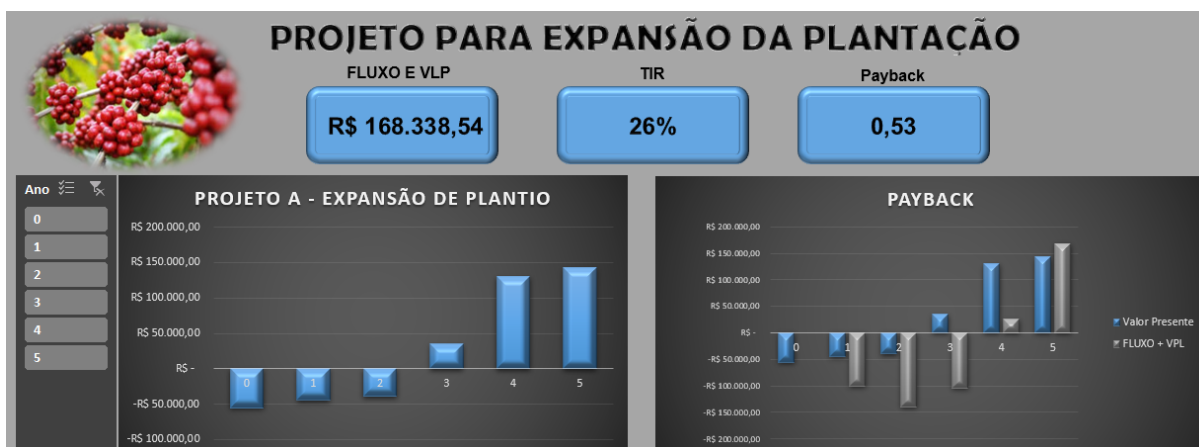 PROJETO PARA EXPANSÃO DA PLANTAÇÃO
FLUXO E VLP
TIR
Payback
R$ 168.338,54
26%
0,53
Ano
0
1
2
3
4
5
PROJETO A - EXPANSÃO DE PLANTIO
R$ 200.000,00
R$ 150.000,00
R$ 100.000,00
R$ 50.000,00
R$ -
-R$ 50.000,00
-R$ 100.000,00
0
1
2
3
4
5
PAYBACK
R$ 200.000,00
R$ 150.000,00
R$ 100.000,00
R$ 50.000,00
R$ -
-R$ 50.000,00
-R$ 100.000,00
-R$ 150.000,00
-R$ 200.000,00
0
1
2
3
4
5
Valor Presente
FLUXO + VPL